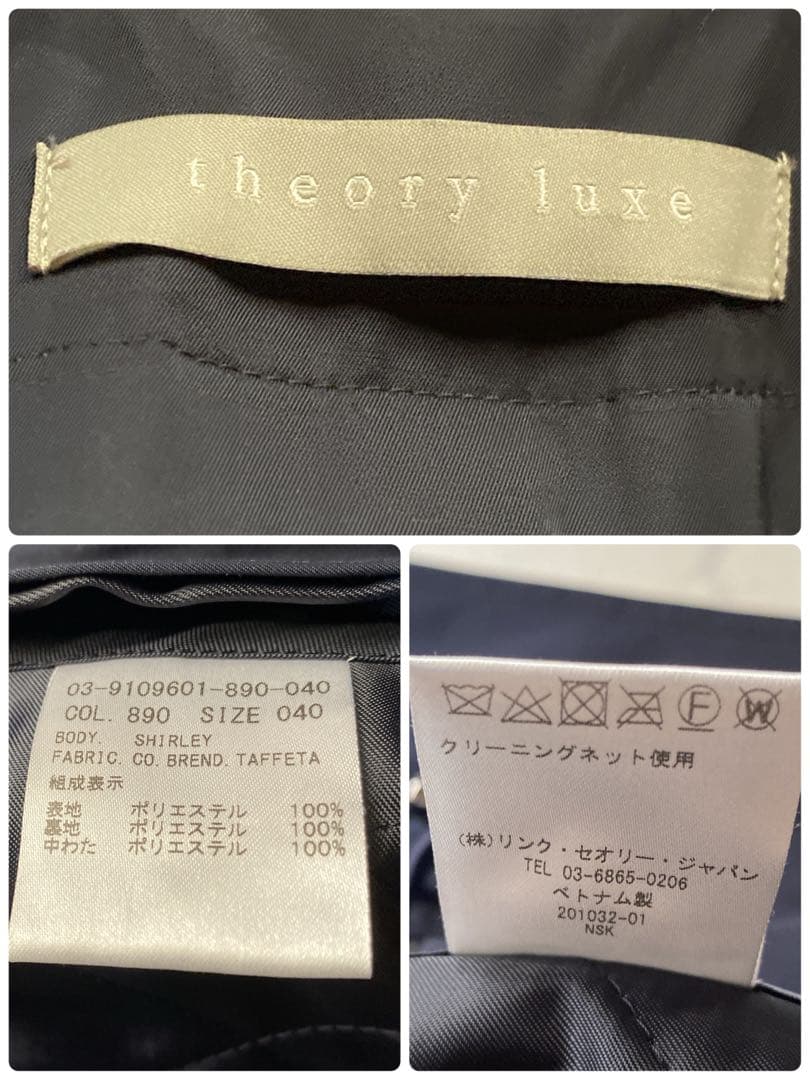 theory luxe
03-9109601-890-040
COL. 890 SIZE 040
BODY. SHIRLEY
FABRIC. CO. BREND. TAFFETA
組成表示
表地 ポリエステル 100%
裏地 ポリエステル 100%
中わた ポリエステル 100%
F W
クリーニングネット使用
(株)リンク・セオリー・ジャパン
TEL 03-6865-0206
ベトナム製
201032-01
NSK